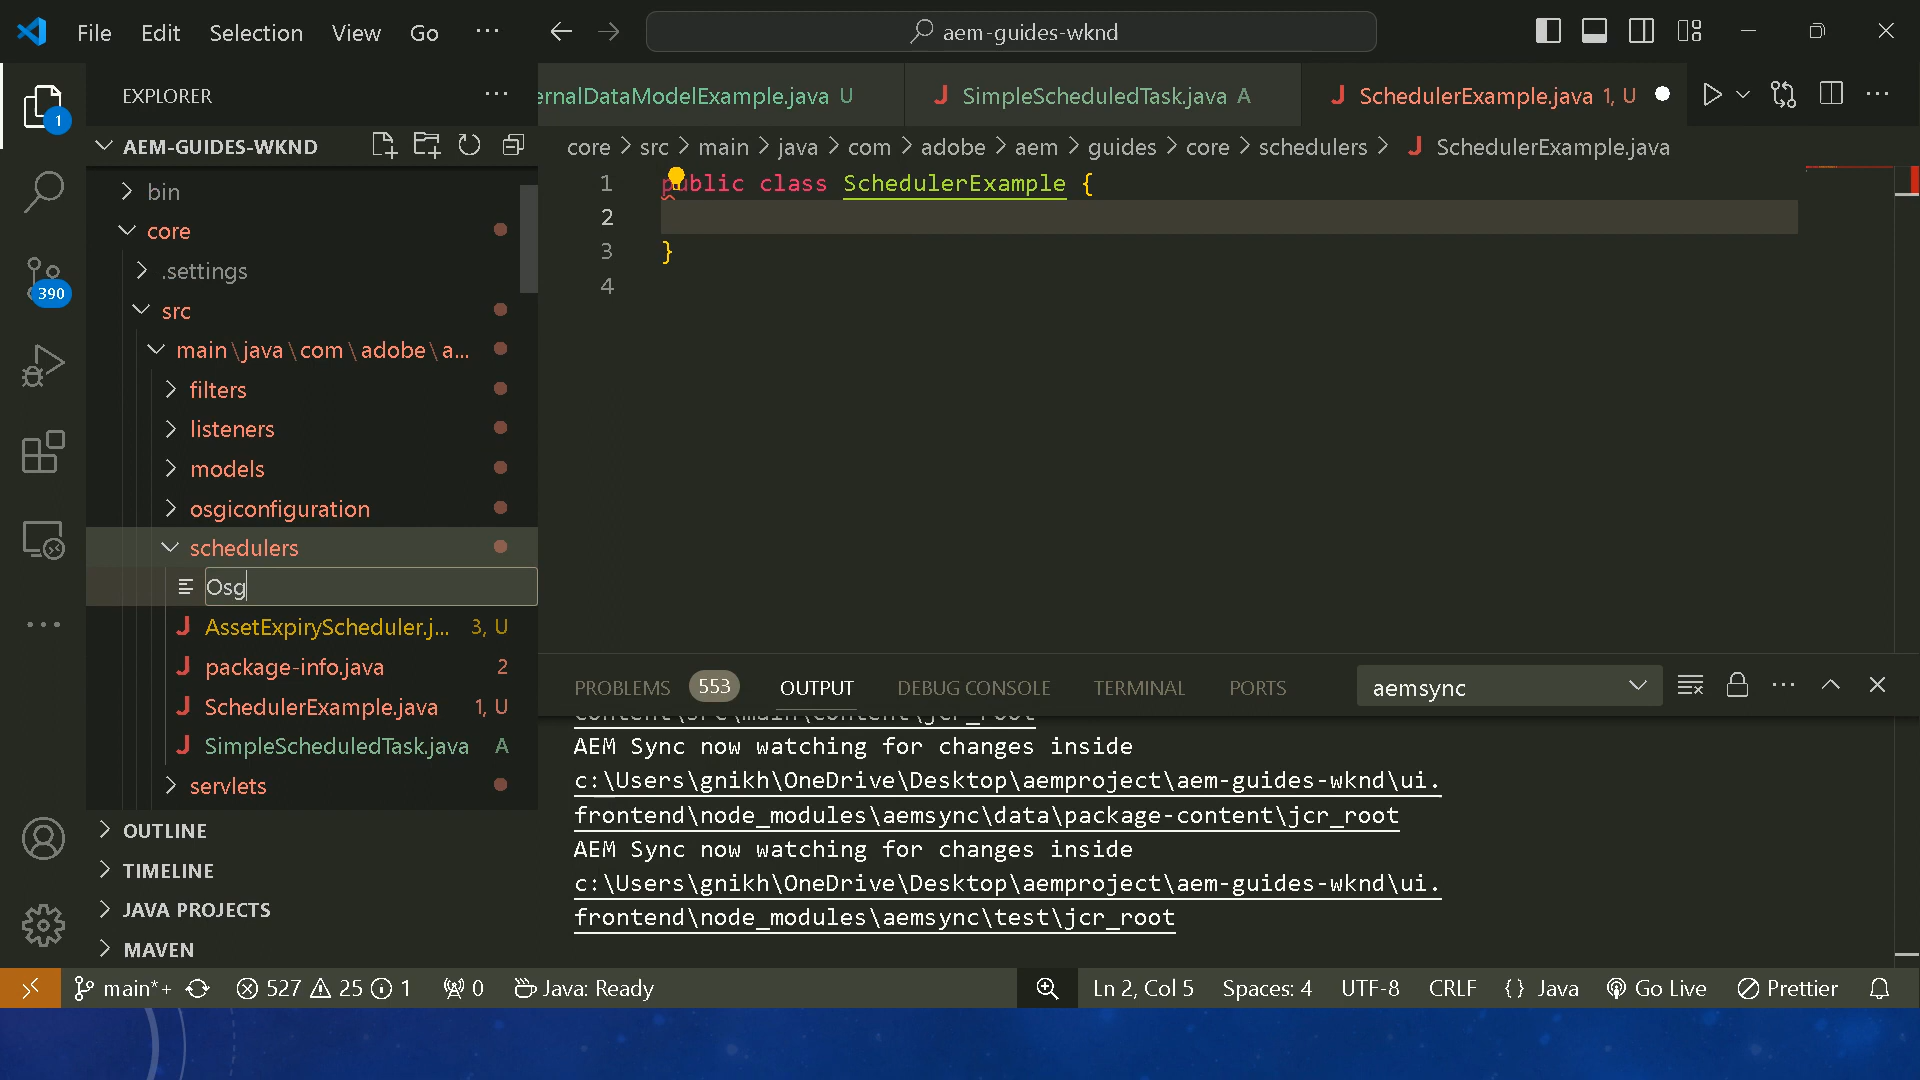 File Edit Selection View Go ···
aem-guides-wknd
1
EXPLORER ···
AEM-GUIDES-WKND
bin
core
.settings
src
main\java\com\adobe\a...
filters
listeners
models
osgiconfiguration
schedulers
Osg
AssetExpiryScheduler.j... 3, U
package-info.java 2
SchedulerExample.java 1, U
SimpleScheduledTask.java A
servlets
OUTLINE
TIMELINE
JAVA PROJECTS
MAVEN
390
ernalDataModelExample.java U
SimpleScheduledTask.java A
SchedulerExample.java 1, U
core > src > main > java > com > adobe > aem > guides > core > schedulers > SchedulerExample.java
1 public class SchedulerExample {
2
3 }
4
PROBLEMS 553 OUTPUT DEBUG CONSOLE TERMINAL PORTS aemsync
content\src\main\content\jcr_root
AEM Sync now watching for changes inside
c:\Users\gnikh\OneDrive\Desktop\aemproject\aem-guides-wknd\ui.
frontend\node_modules\aemsync\data\package-content\jcr_root
AEM Sync now watching for changes inside
c:\Users\gnikh\OneDrive\Desktop\aemproject\aem-guides-wknd\ui.
frontend\node_modules\aemsync\test\jcr_root
main*+ 527 25 1 0 Java: Ready Ln 2, Col 5 Spaces: 4 UTF-8 CRLF {} Java Go Live Prettier